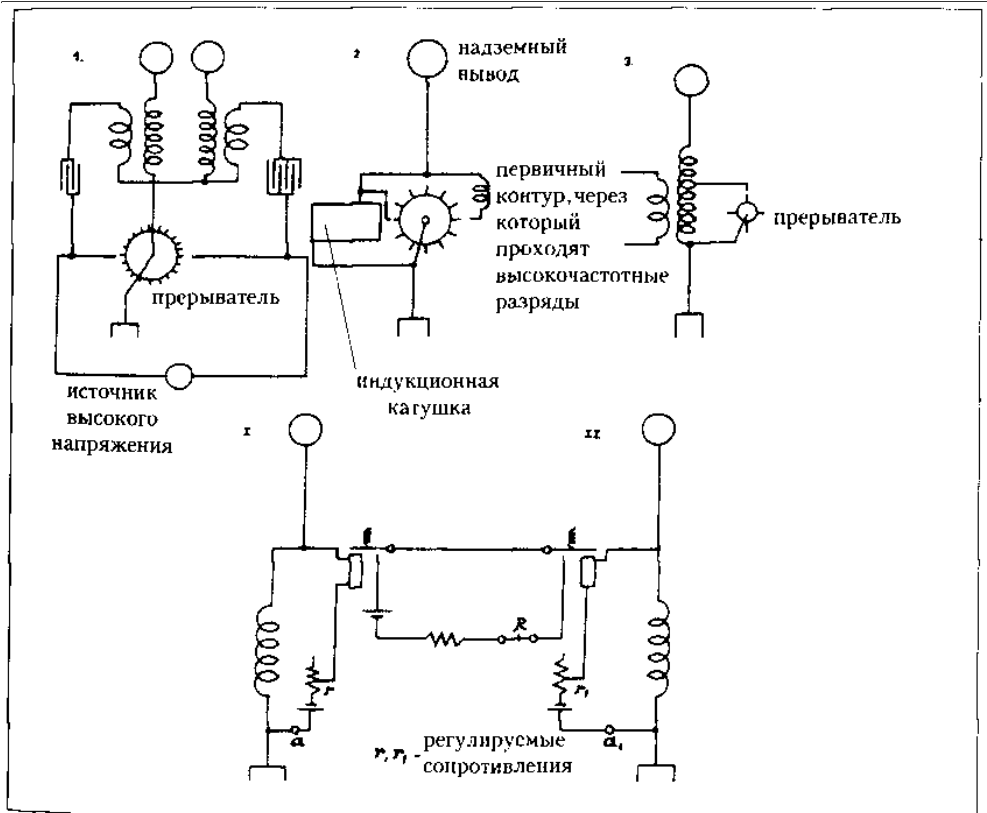 1.
2
надземный
вывод
3.
первичный
контур, через
который
проходят
высокочастотные
разряды
прерыватель
прерыватель
индукционная
катушка
источник
высокого
напряжения
I
II
R
r
r₁
a
a₁
r, r₁ - регулируемые
сопротивления